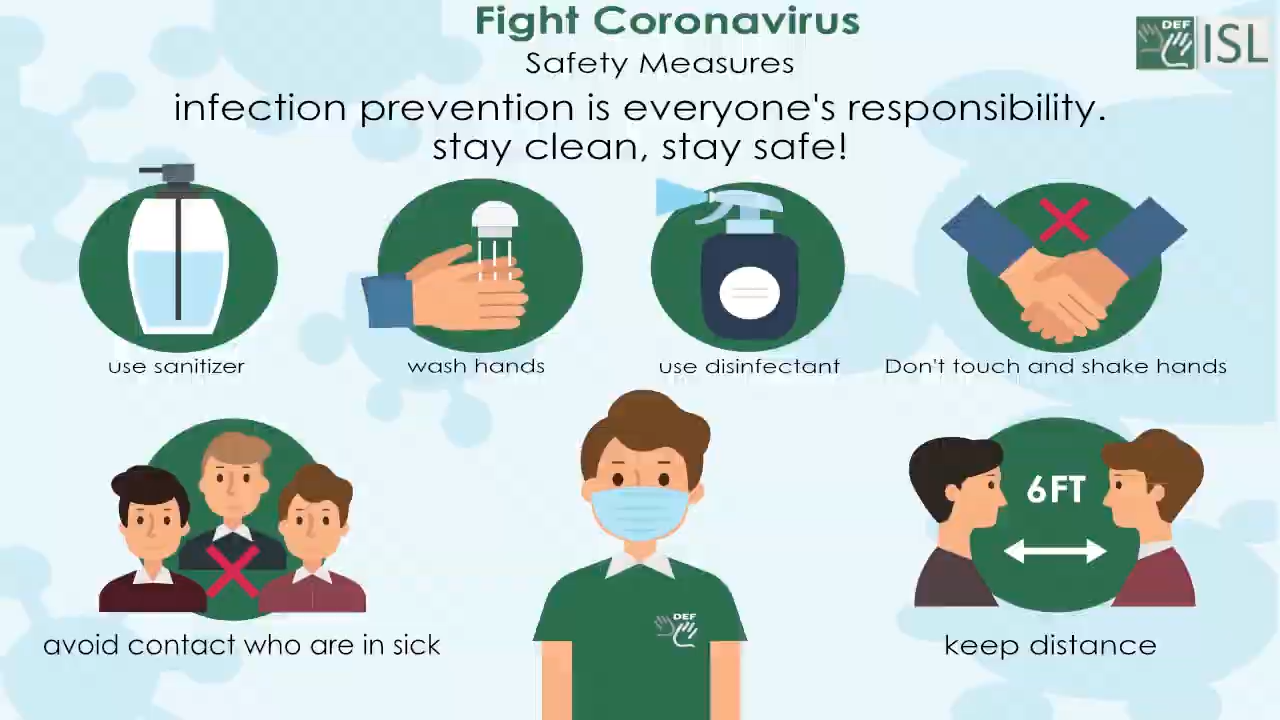 Fight Coronavirus
Safety Measures
infection prevention is everyone's responsibility.
stay clean, stay safe!
DEF
ISL
use sanitizer
wash hands
use disinfectant
Don't touch and shake hands
6FT
DEF
avoid contact who are in sick
keep distance